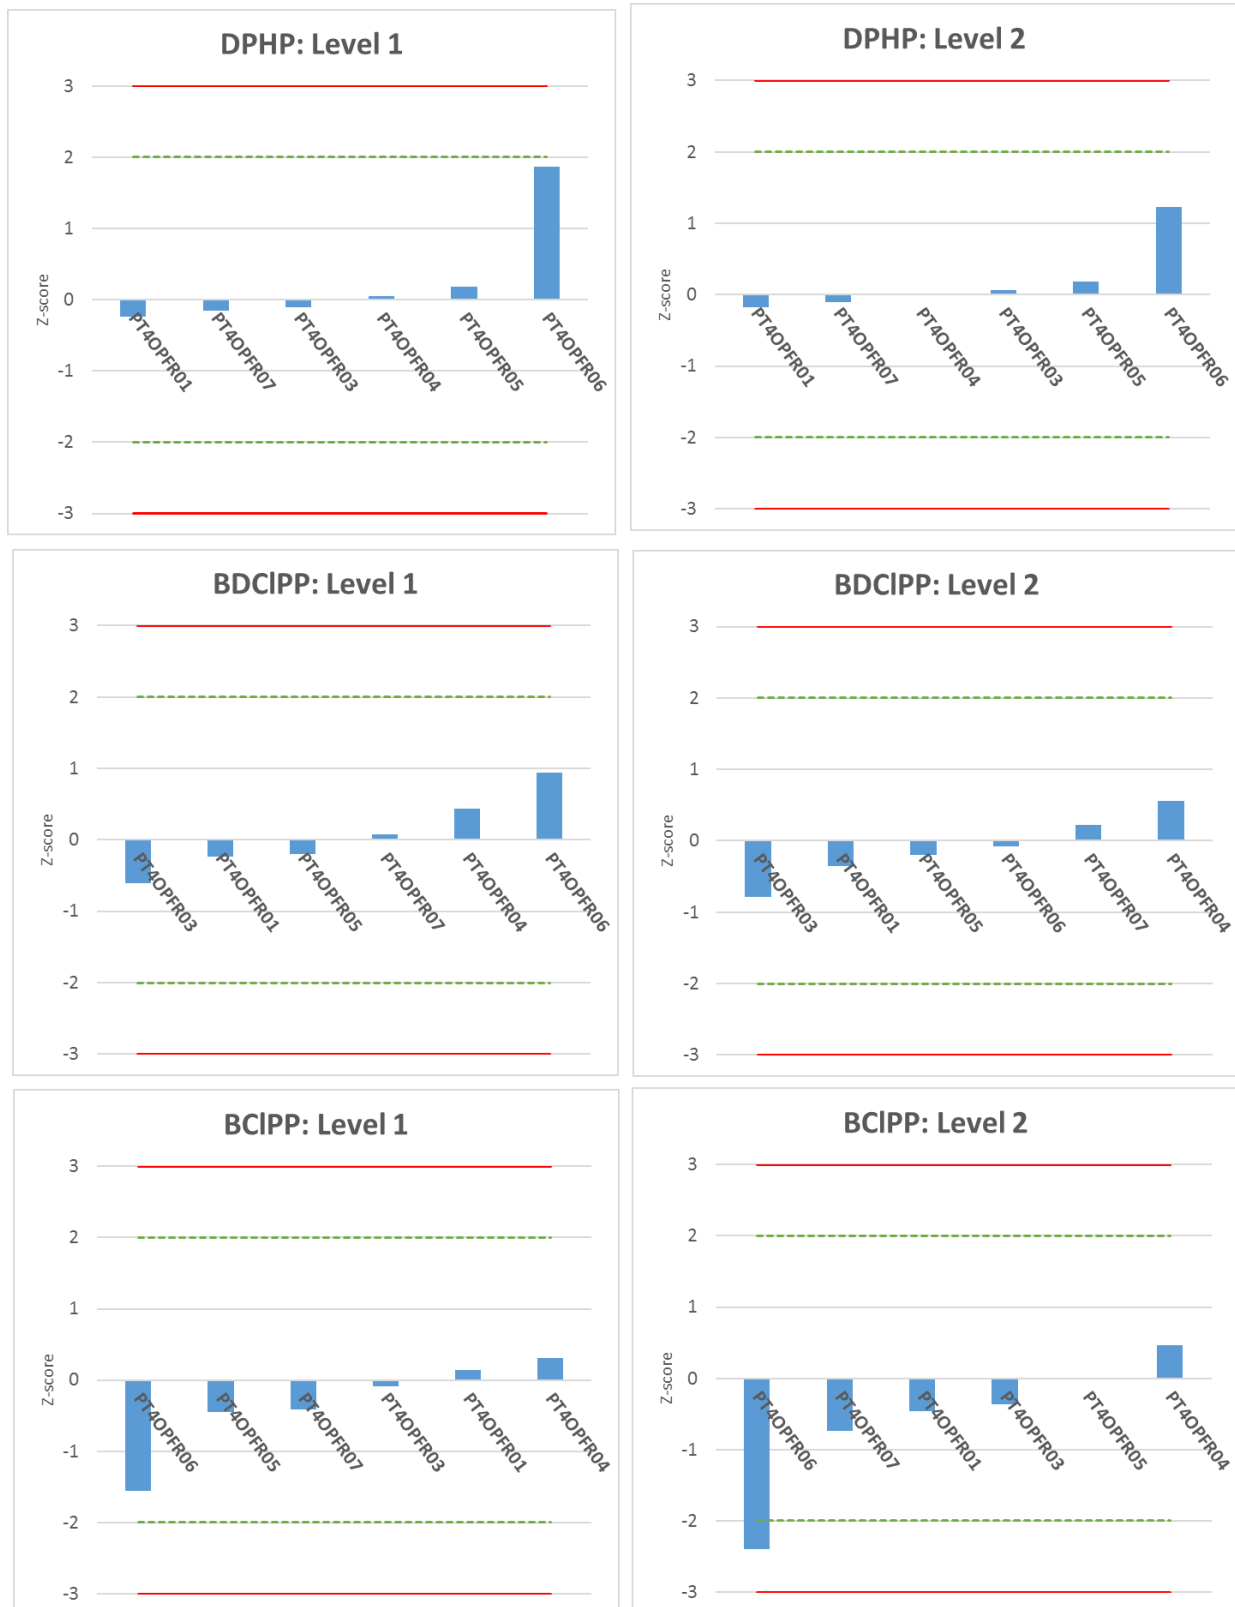 DPHP: Level 1
3
2
1
0
-1
-2
-3
Z-score
PT4OPFR01
PT4OPFR07
PT4OPFR03
PT4OPFR04
PT4OPFR05
PT4OPFR06
DPHP: Level 2
3
2
1
0
-1
-2
-3
Z-score
PT4OPFR01
PT4OPFR07
PT4OPFR04
PT4OPFR03
PT4OPFR05
PT4OPFR06
BDClPP: Level 1
3
2
1
0
-1
-2
-3
Z-score
PT4OPFR03
PT4OPFR01
PT4OPFR05
PT4OPFR07
PT4OPFR04
PT4OPFR06
BDClPP: Level 2
3
2
1
0
-1
-2
-3
Z-score
PT4OPFR03
PT4OPFR01
PT4OPFR05
PT4OPFR06
PT4OPFR07
PT4OPFR04
BClPP: Level 1
3
2
1
0
-1
-2
-3
Z-score
PT4OPFR06
PT4OPFR05
PT4OPFR07
PT4OPFR03
PT4OPFR01
PT4OPFR04
BClPP: Level 2
3
2
1
0
-1
-2
-3
Z-score
PT4OPFR06
PT4OPFR07
PT4OPFR01
PT4OPFR03
PT4OPFR05
PT4OPFR04